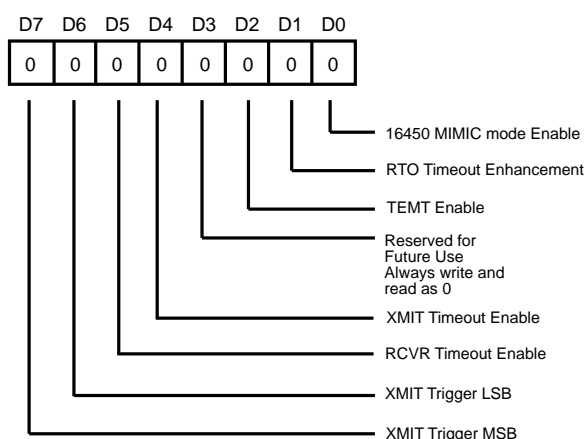 D7 D6 D5 D4 D3 D2 D1 D0
0 0 0 0 0 0 0 0
16450 MIMIC mode Enable
RTO Timeout Enhancement
TEMT Enable
Reserved for
Future Use
Always write and
read as 0
XMIT Timeout Enable
RCVR Timeout Enable
XMIT Trigger LSB
XMIT Trigger MSB